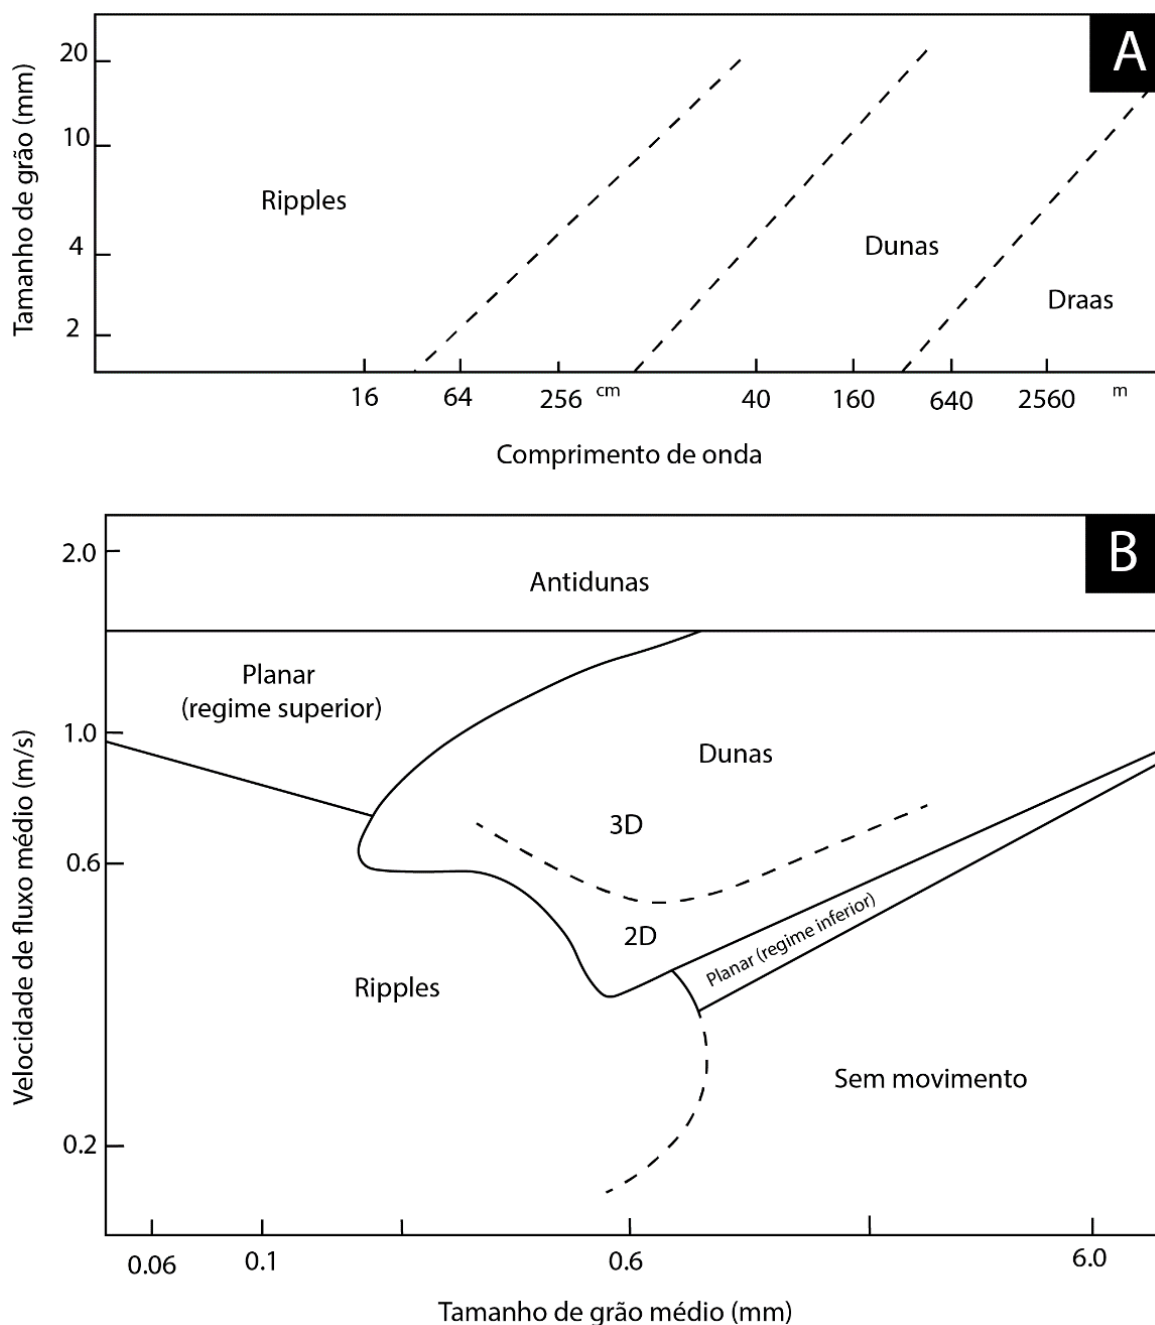 A
Tamanho de grão (mm)
20
10
4
2
Ripples
Dunas
Draas
16 64 256 cm 40 160 640 2560 m
Comprimento de onda
B
Velocidade de fluxo médio (m/s)
2.0
1.0
0.6
0.2
Antidunas
Planar
(regime superior)
Dunas
3D
2D
Planar (regime inferior)
Ripples
Sem movimento
0.06 0.1 0.6 6.0
Tamanho de grão médio (mm)